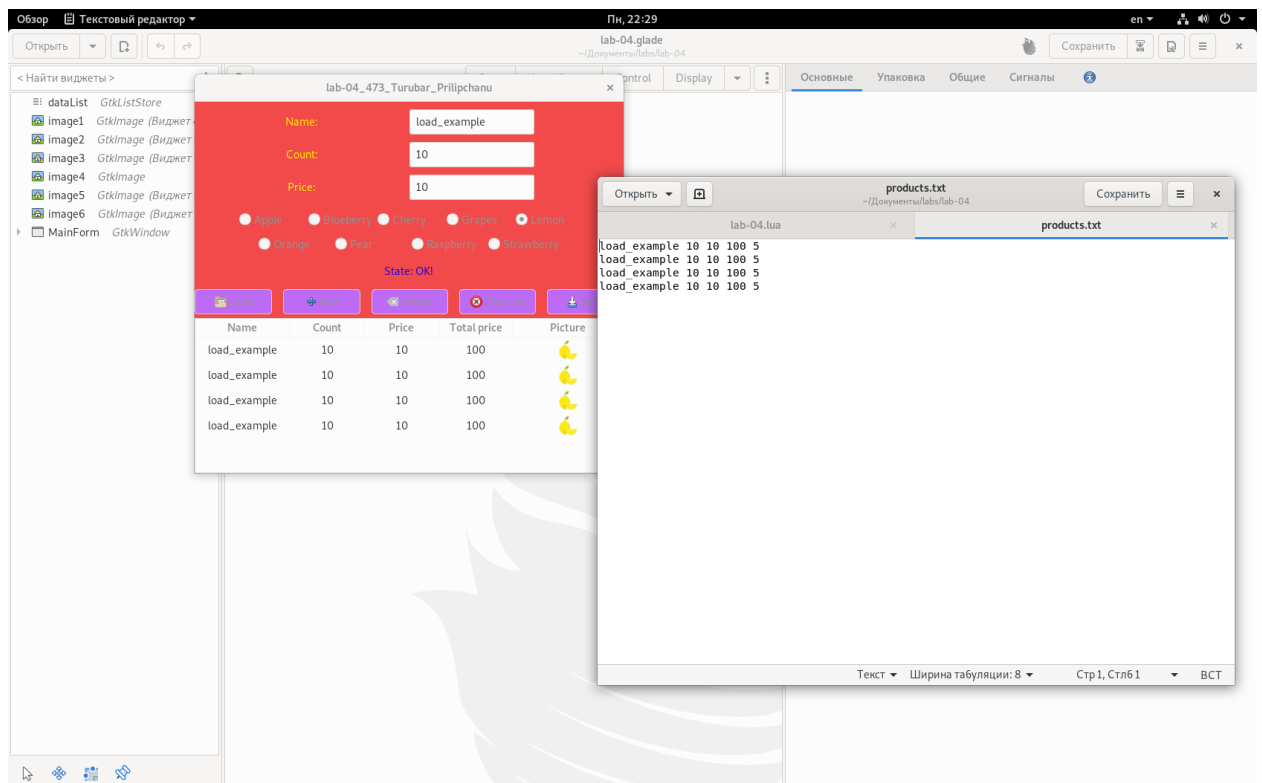 Обзор Текстовый редактор Пн, 22:29 en
Открыть lab-04.glade Сохранить
~/Документы/labs/lab-04
< Найти виджеты > Control Display Основные Упаковка Общие Сигналы
dataList GtkListStore
image1 GtkImage (Виджет
image2 GtkImage (Виджет
image3 GtkImage (Виджет
image4 GtkImage
image5 GtkImage (Виджет
image6 GtkImage (Виджет
MainForm GtkWindow
lab-04_473_Turubar_Prilipchanu
Name: load_example
Count: 10
Price: 10
Apple Blueberry Cherry Grapes Lemon
Orange Pear Raspberry Strawberry
State: OK!
Name Count Price Total price Picture
load_example 10 10 100
load_example 10 10 100
load_example 10 10 100
load_example 10 10 100
Открыть products.txt Сохранить
~/Документы/labs/lab-04
lab-04.lua products.txt
load_example 10 10 100 5
load_example 10 10 100 5
load_example 10 10 100 5
load_example 10 10 100 5
Текст Ширина табуляции: 8 Стр 1, Стлб 1 ВСТ